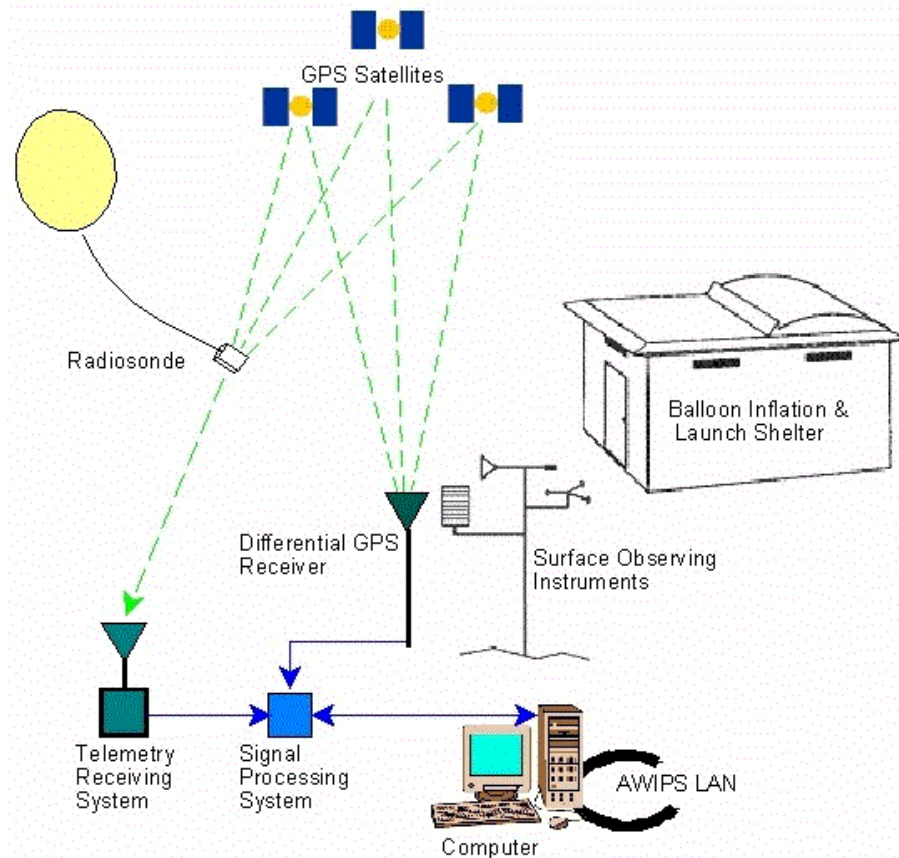 GPS Satellites
Radiosonde
Balloon Inflation &
Launch Shelter
Differential GPS
Receiver
Surface Observing
Instruments
Telemetry
Receiving
System
Signal
Processing
System
AWIPS LAN
Computer